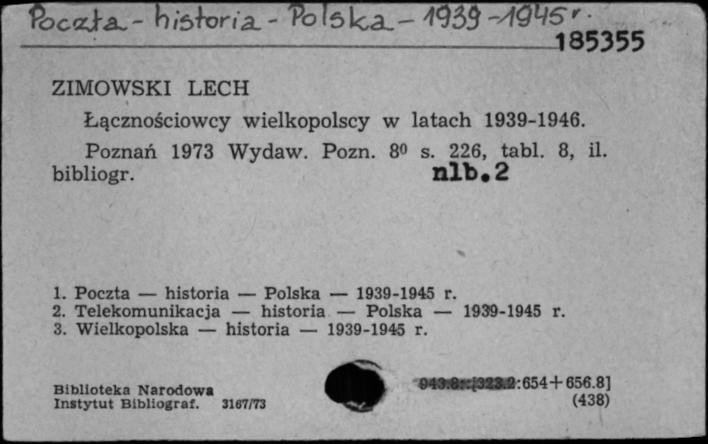 Poczta - historia - Polska - 1939-1945 r.
185355
ZIMOWSKI LECH
Łącznościowcy wielkopolscy w latach 1939-1946.
Poznań 1973 Wydaw. Pozn. 8⁰ s. 226, tabl. 8, il.
bibliogr. nlb.2
1. Poczta — historia — Polska — 1939-1945 r.
2. Telekomunikacja — historia — Polska — 1939-1945 r.
3. Wielkopolska — historia — 1939-1945 r.
Biblioteka Narodowa
Instytut Bibliograf. 3167/73
:654+656.8]
(438)